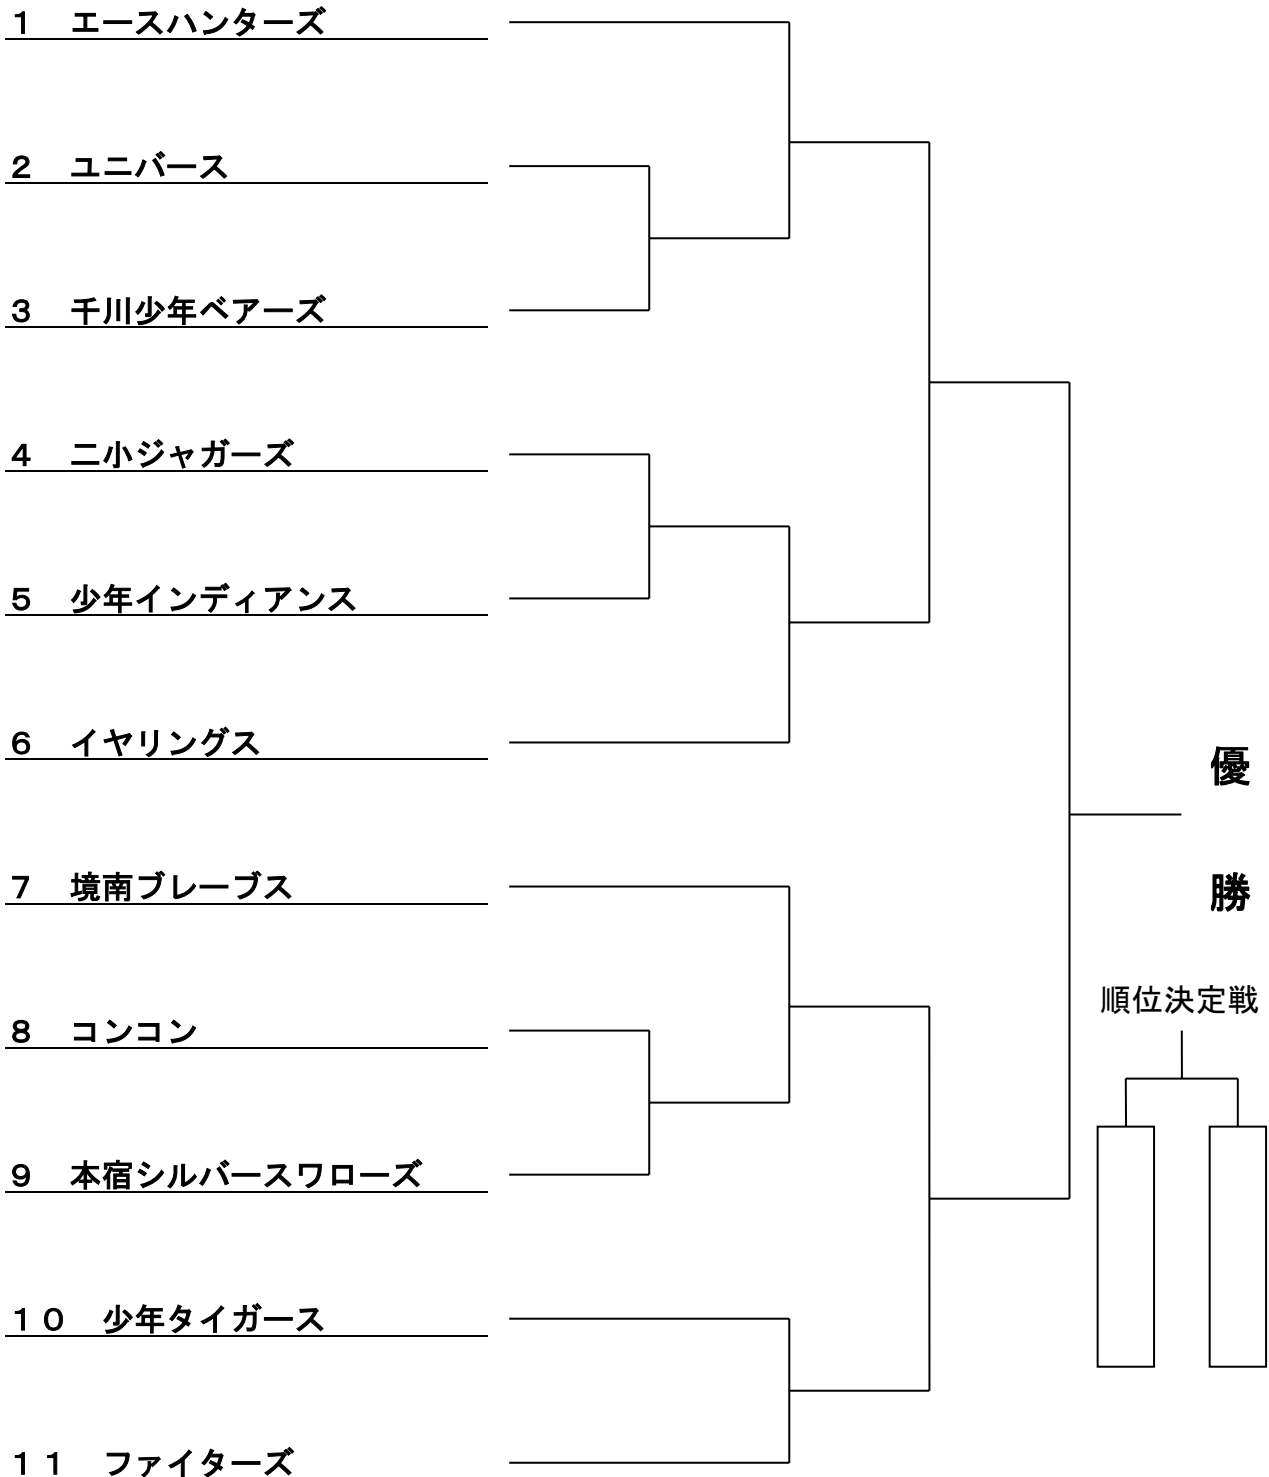 １　エースハンターズ
２　ユニバース
３　千川少年ベアーズ
４　二小ジャガーズ
５　少年インディアンス
６　イヤリングス
７　境南ブレーブス
８　コンコン
９　本宿シルバースワローズ
１０　少年タイガース
１１　ファイターズ
優
勝
順位決定戦